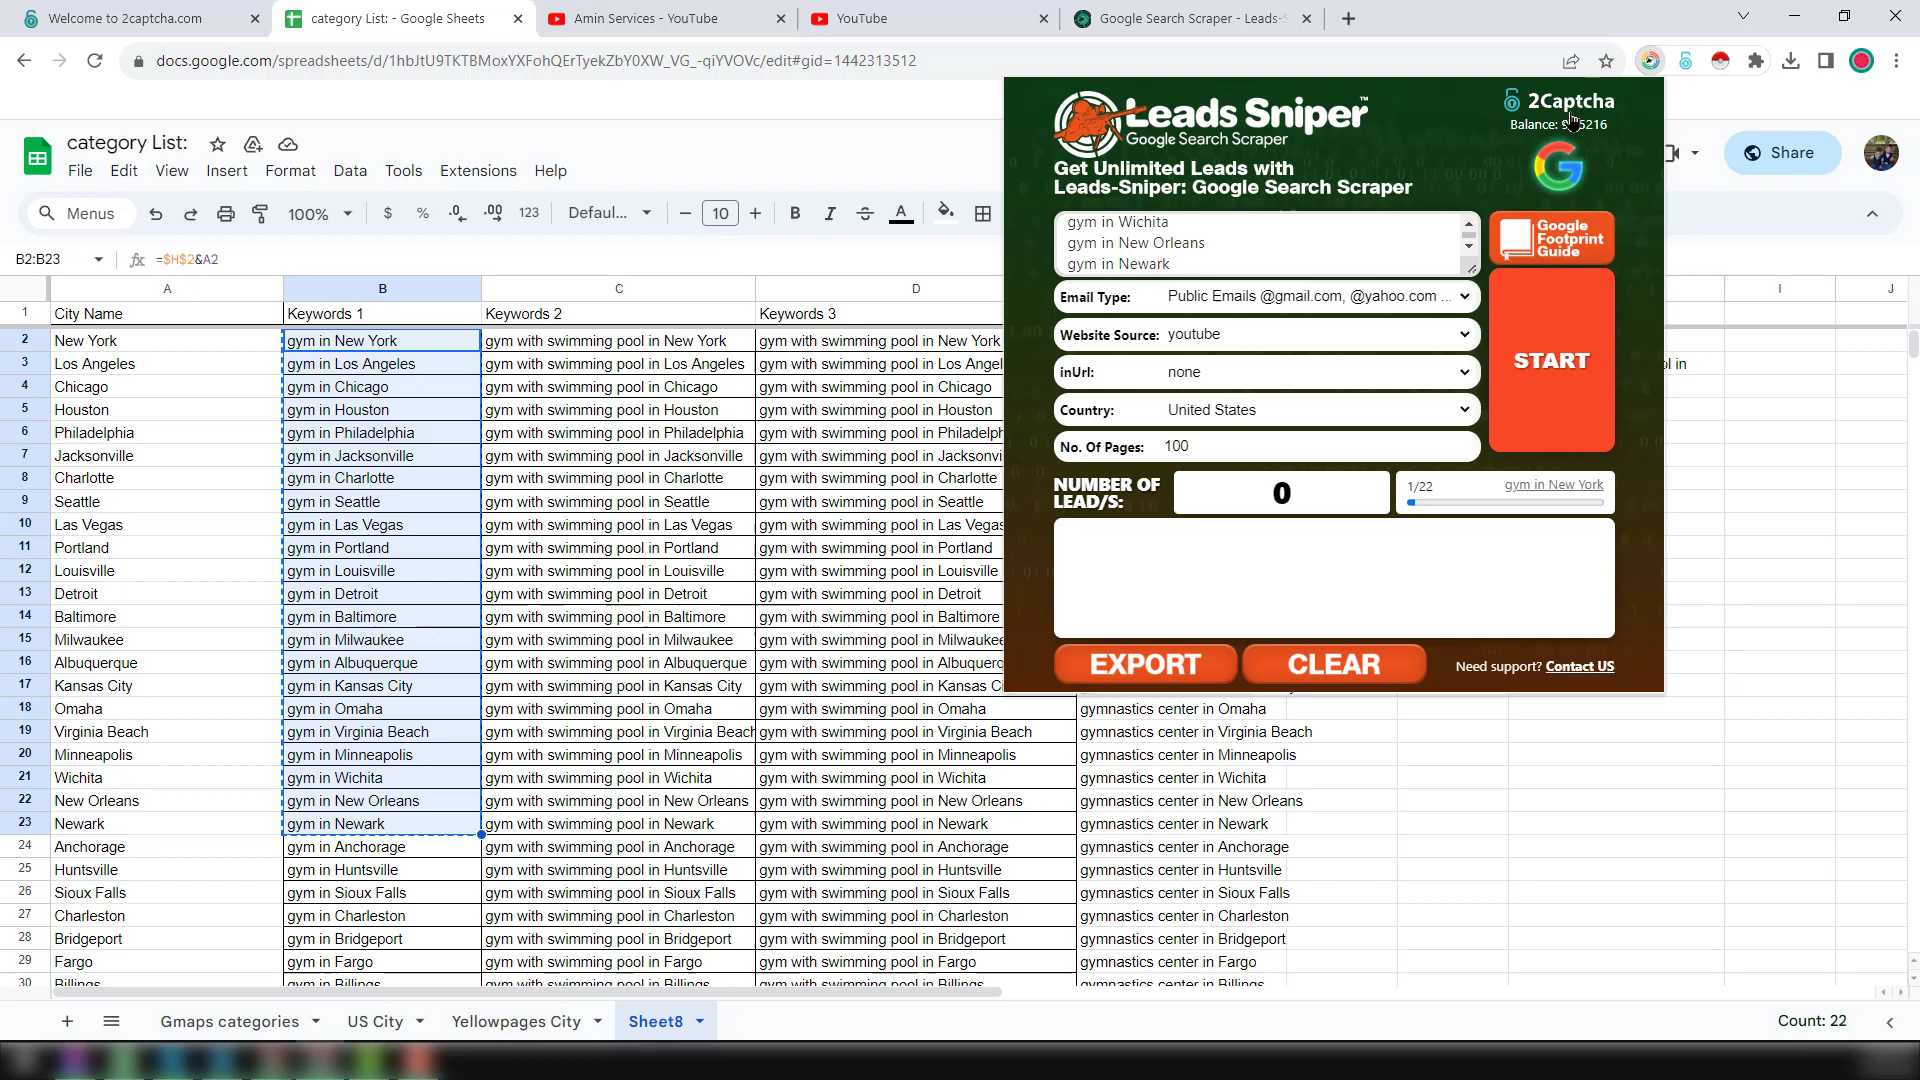 Welcome to 2captcha.com
category List: - Google Sheets
Amin Services - YouTube
YouTube
Google Search Scraper - Leads-S
docs.google.com/spreadsheets/d/1hbJtU9TKTBMoxYXFohQErTyekZbY0XW_VG_-qiYVOVc/edit#gid=1442313512
category List:
File Edit View Insert Format Data Tools Extensions Help
Share
Menus 100% $ % .0 .00 123 Defaul... 10 B I A
B2:B23 fx =$H$2&A2
A B C D I J
1 City Name Keywords 1 Keywords 2 Keywords 3
2 New York gym in New York gym with swimming pool in New York gym with swimming pool in New York
3 Los Angeles gym in Los Angeles gym with swimming pool in Los Angeles gym with swimming pool in Los Angel ol in
4 Chicago gym in Chicago gym with swimming pool in Chicago gym with swimming pool in Chicago
5 Houston gym in Houston gym with swimming pool in Houston gym with swimming pool in Houston
6 Philadelphia gym in Philadelphia gym with swimming pool in Philadelphia gym with swimming pool in Philadelph
7 Jacksonville gym in Jacksonville gym with swimming pool in Jacksonville gym with swimming pool in Jacksonvi
8 Charlotte gym in Charlotte gym with swimming pool in Charlotte gym with swimming pool in Charlotte
9 Seattle gym in Seattle gym with swimming pool in Seattle gym with swimming pool in Seattle
10 Las Vegas gym in Las Vegas gym with swimming pool in Las Vegas gym with swimming pool in Las Vegas
11 Portland gym in Portland gym with swimming pool in Portland gym with swimming pool in Portland
12 Louisville gym in Louisville gym with swimming pool in Louisville gym with swimming pool in Louisville
13 Detroit gym in Detroit gym with swimming pool in Detroit gym with swimming pool in Detroit
14 Baltimore gym in Baltimore gym with swimming pool in Baltimore gym with swimming pool in Baltimore
15 Milwaukee gym in Milwaukee gym with swimming pool in Milwaukee gym with swimming pool in Milwaukee
16 Albuquerque gym in Albuquerque gym with swimming pool in Albuquerque gym with swimming pool in Albuquerq
17 Kansas City gym in Kansas City gym with swimming pool in Kansas City gym with swimming pool in Kansas Ci
18 Omaha gym in Omaha gym with swimming pool in Omaha gym with swimming pool in Omaha gymnastics center in Omaha
19 Virginia Beach gym in Virginia Beach gym with swimming pool in Virginia Beach gym with swimming pool in Virginia Beach gymnastics center in Virginia Beach
20 Minneapolis gym in Minneapolis gym with swimming pool in Minneapolis gym with swimming pool in Minneapolis gymnastics center in Minneapolis
21 Wichita gym in Wichita gym with swimming pool in Wichita gym with swimming pool in Wichita gymnastics center in Wichita
22 New Orleans gym in New Orleans gym with swimming pool in New Orleans gym with swimming pool in New Orleans gymnastics center in New Orleans
23 Newark gym in Newark gym with swimming pool in Newark gym with swimming pool in Newark gymnastics center in Newark
24 Anchorage gym in Anchorage gym with swimming pool in Anchorage gym with swimming pool in Anchorage gymnastics center in Anchorage
25 Huntsville gym in Huntsville gym with swimming pool in Huntsville gym with swimming pool in Huntsville gymnastics center in Huntsville
26 Sioux Falls gym in Sioux Falls gym with swimming pool in Sioux Falls gym with swimming pool in Sioux Falls gymnastics center in Sioux Falls
27 Charleston gym in Charleston gym with swimming pool in Charleston gym with swimming pool in Charleston gymnastics center in Charleston
28 Bridgeport gym in Bridgeport gym with swimming pool in Bridgeport gym with swimming pool in Bridgeport gymnastics center in Bridgeport
29 Fargo gym in Fargo gym with swimming pool in Fargo gym with swimming pool in Fargo gymnastics center in Fargo
30 Billings gym in Billings gym with swimming pool in Billings gym with swimming pool in Billings gymnastics center in Billings
Gmaps categories US City Yellowpages City Sheet8 Count: 22
Leads Sniper™
Google Search Scraper
2Captcha
Balance:
Get Unlimited Leads with
Leads-Sniper: Google Search Scraper
gym in Wichita
gym in New Orleans
gym in Newark
Google
Footprint
Guide
Email Type: Public Emails @gmail.com, @yahoo.com ...
Website Source: youtube
inUrl: none
Country: United States
No. Of Pages: 100
START
NUMBER OF
LEAD/S:
0
1/22 gym in New York
EXPORT CLEAR Need support? Contact US